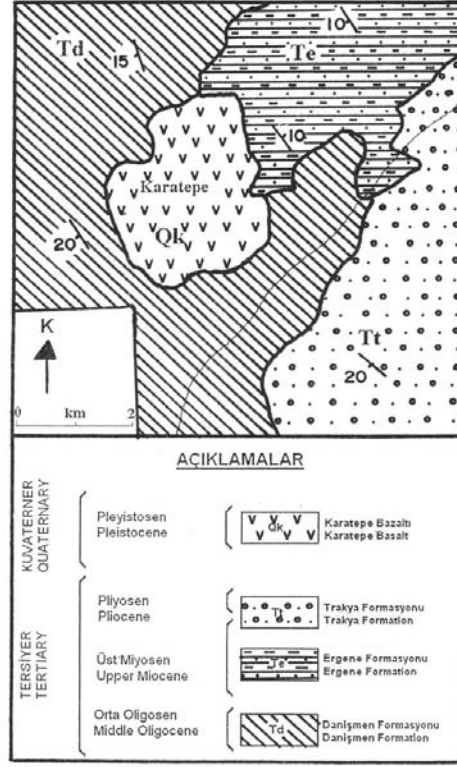 Td
15
10
Te
10
Karatepe
Qk
20
K
0 km 2
Tt
20
AÇIKLAMALAR
KUVATERNER
QUATERNARY
Pleyistosen
Pleistocene
Qk
Karatepe Bazaltı
Karatepe Basalt
TERSİYER
TERTIARY
Pliyosen
Pliocene
Tt
Trakya Formasyonu
Trakya Formation
Üst Miyosen
Upper Miocene
Te
Ergene Formasyonu
Ergene Formation
Orta Oligosen
Middle Oligocene
Td
Danişmen Formasyonu
Danişmen Formation